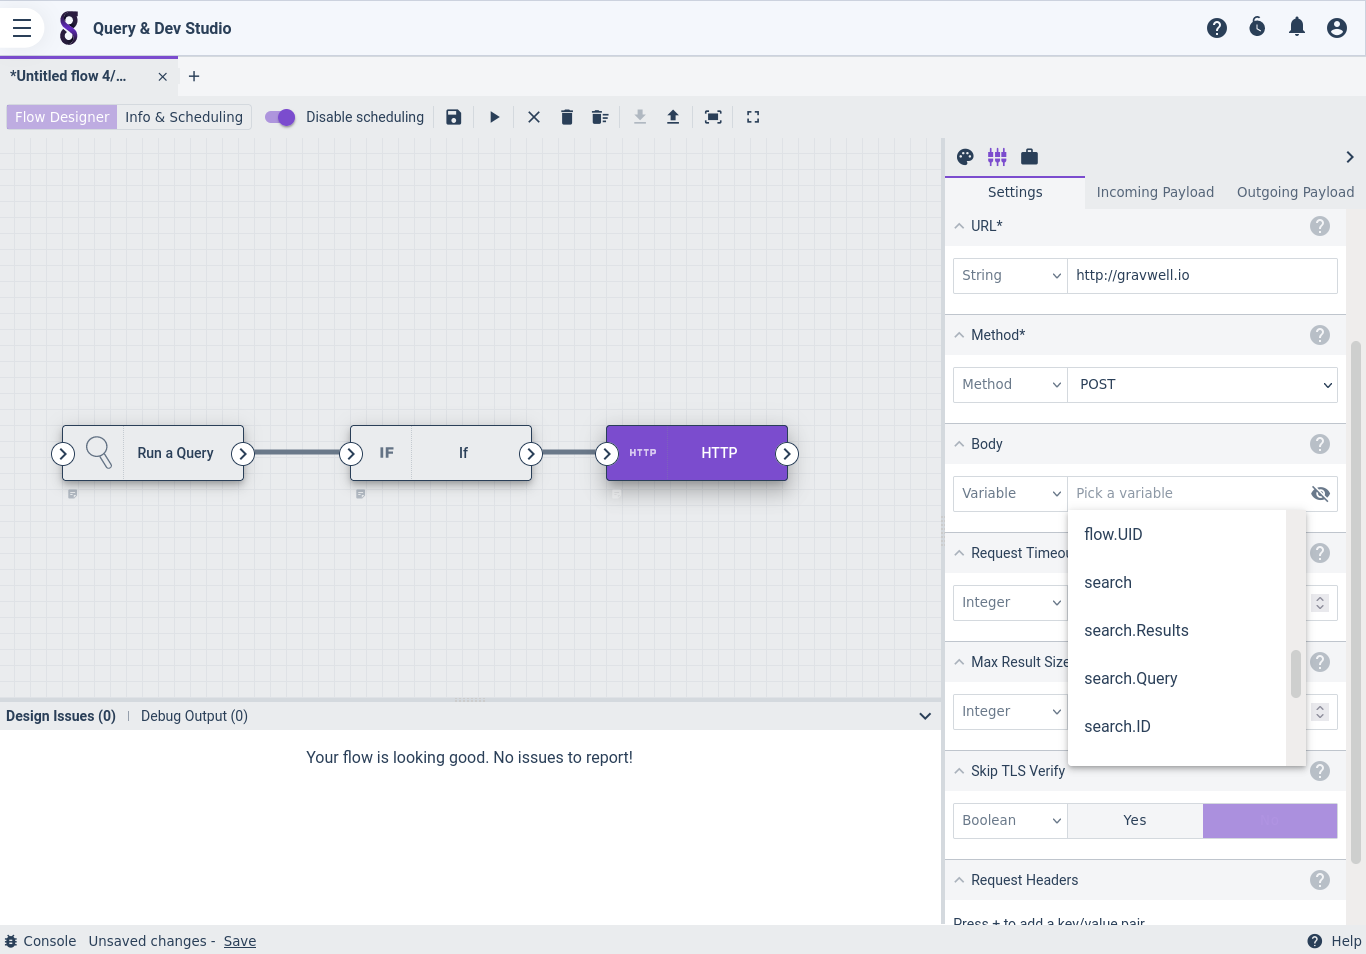 Query & Dev Studio
*Untitled flow 4/...
Flow Designer
Info & Scheduling
Disable scheduling
Settings
Incoming Payload
Outgoing Payload
URL*
String
http://gravwell.io
Method*
Method
POST
Body
Variable
Pick a variable
flow.UID
search
search.Results
search.Query
search.ID
Request Timeou
Integer
Max Result Size
Integer
Skip TLS Verify
Boolean
Yes
Request Headers
Press + to add a key/value pair
Run a Query
IF
If
HTTP
HTTP
Design Issues (0)
Debug Output (0)
Your flow is looking good. No issues to report!
Console
Unsaved changes - Save
Help